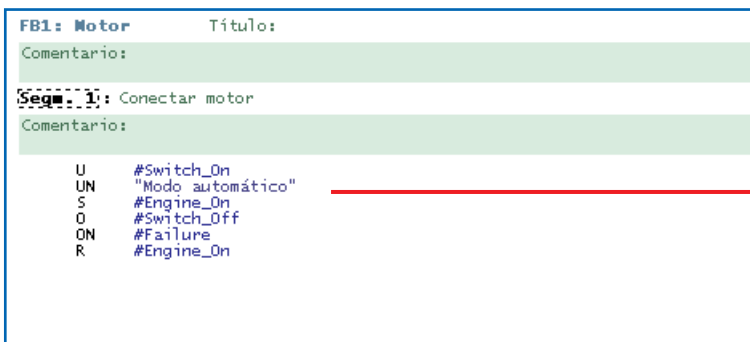 FB1: Motor Título:
Comentario:
Segm. 1: Conectar motor
Comentario:
U #Switch_On
UN "Modo automático"
S #Engine_On
O #Switch_Off
ON #Failure
R #Engine_On